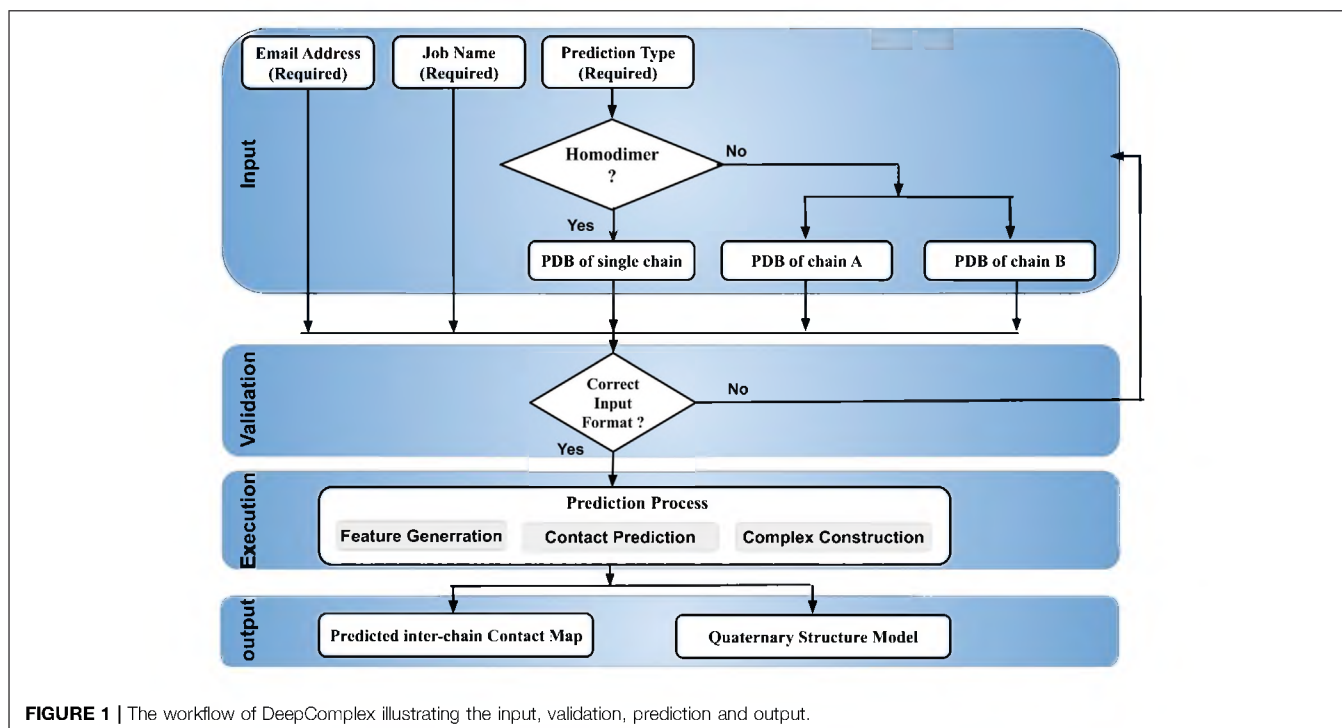 Email Address
(Required)
Job Name
(Required)
Prediction Type
(Required)
Input
Homodimer
?
No
Yes
PDB of single chain
PDB of chain A
PDB of chain B
Validation
Correct
Input
Format ?
No
Yes
Execution
Prediction Process
Feature Generration
Contact Prediction
Complex Construction
output
Predicted inter-chain Contact Map
Quaternary Structure Model
FIGURE 1 | The workflow of DeepComplex illustrating the input, validation, prediction and output.